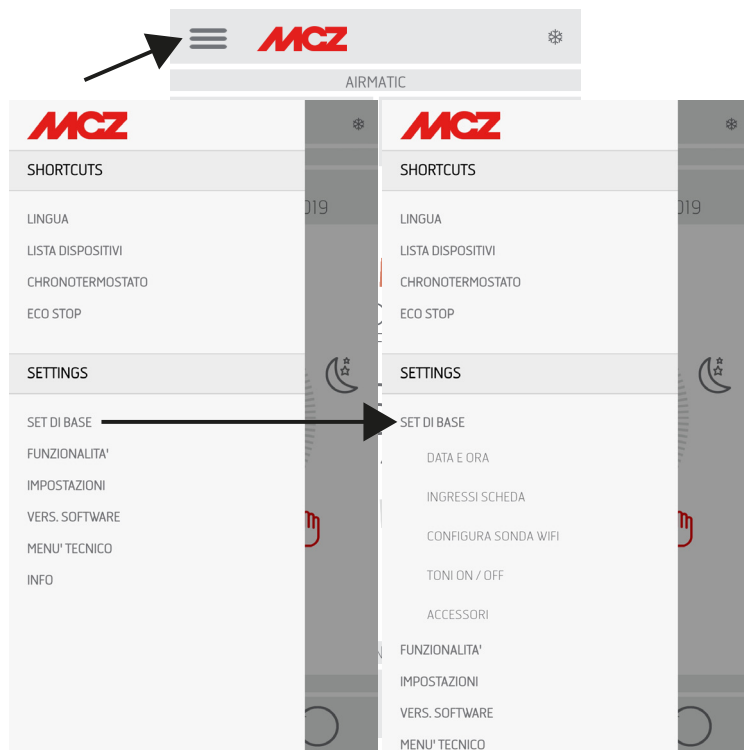 MCZ
AIRMATIC
MCZ
SHORTCUTS
LINGUA
LISTA DISPOSITIVI
CHRONOTERMOSTATO
ECO STOP
SETTINGS
SET DI BASE
FUNZIONALITA'
IMPOSTAZIONI
VERS. SOFTWARE
MENU' TECNICO
INFO
019
MCZ
SHORTCUTS
LINGUA
LISTA DISPOSITIVI
CHRONOTERMOSTATO
ECO STOP
SETTINGS
SET DI BASE
DATA E ORA
INGRESSI SCHEDA
CONFIGURA SONDA WIFI
TONI ON / OFF
ACCESSORI
FUNZIONALITA'
IMPOSTAZIONI
VERS. SOFTWARE
MENU' TECNICO
019